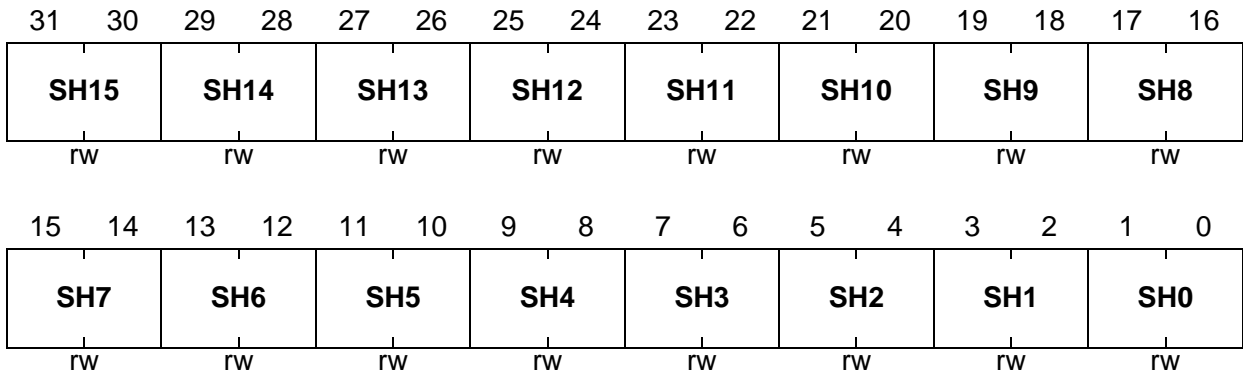 31 30 29 28 27 26 25 24 23 22 21 20 19 18 17 16
SH15 SH14 SH13 SH12 SH11 SH10 SH9 SH8
rw rw rw rw rw rw rw rw
15 14 13 12 11 10 9 8 7 6 5 4 3 2 1 0
SH7 SH6 SH5 SH4 SH3 SH2 SH1 SH0
rw rw rw rw rw rw rw rw